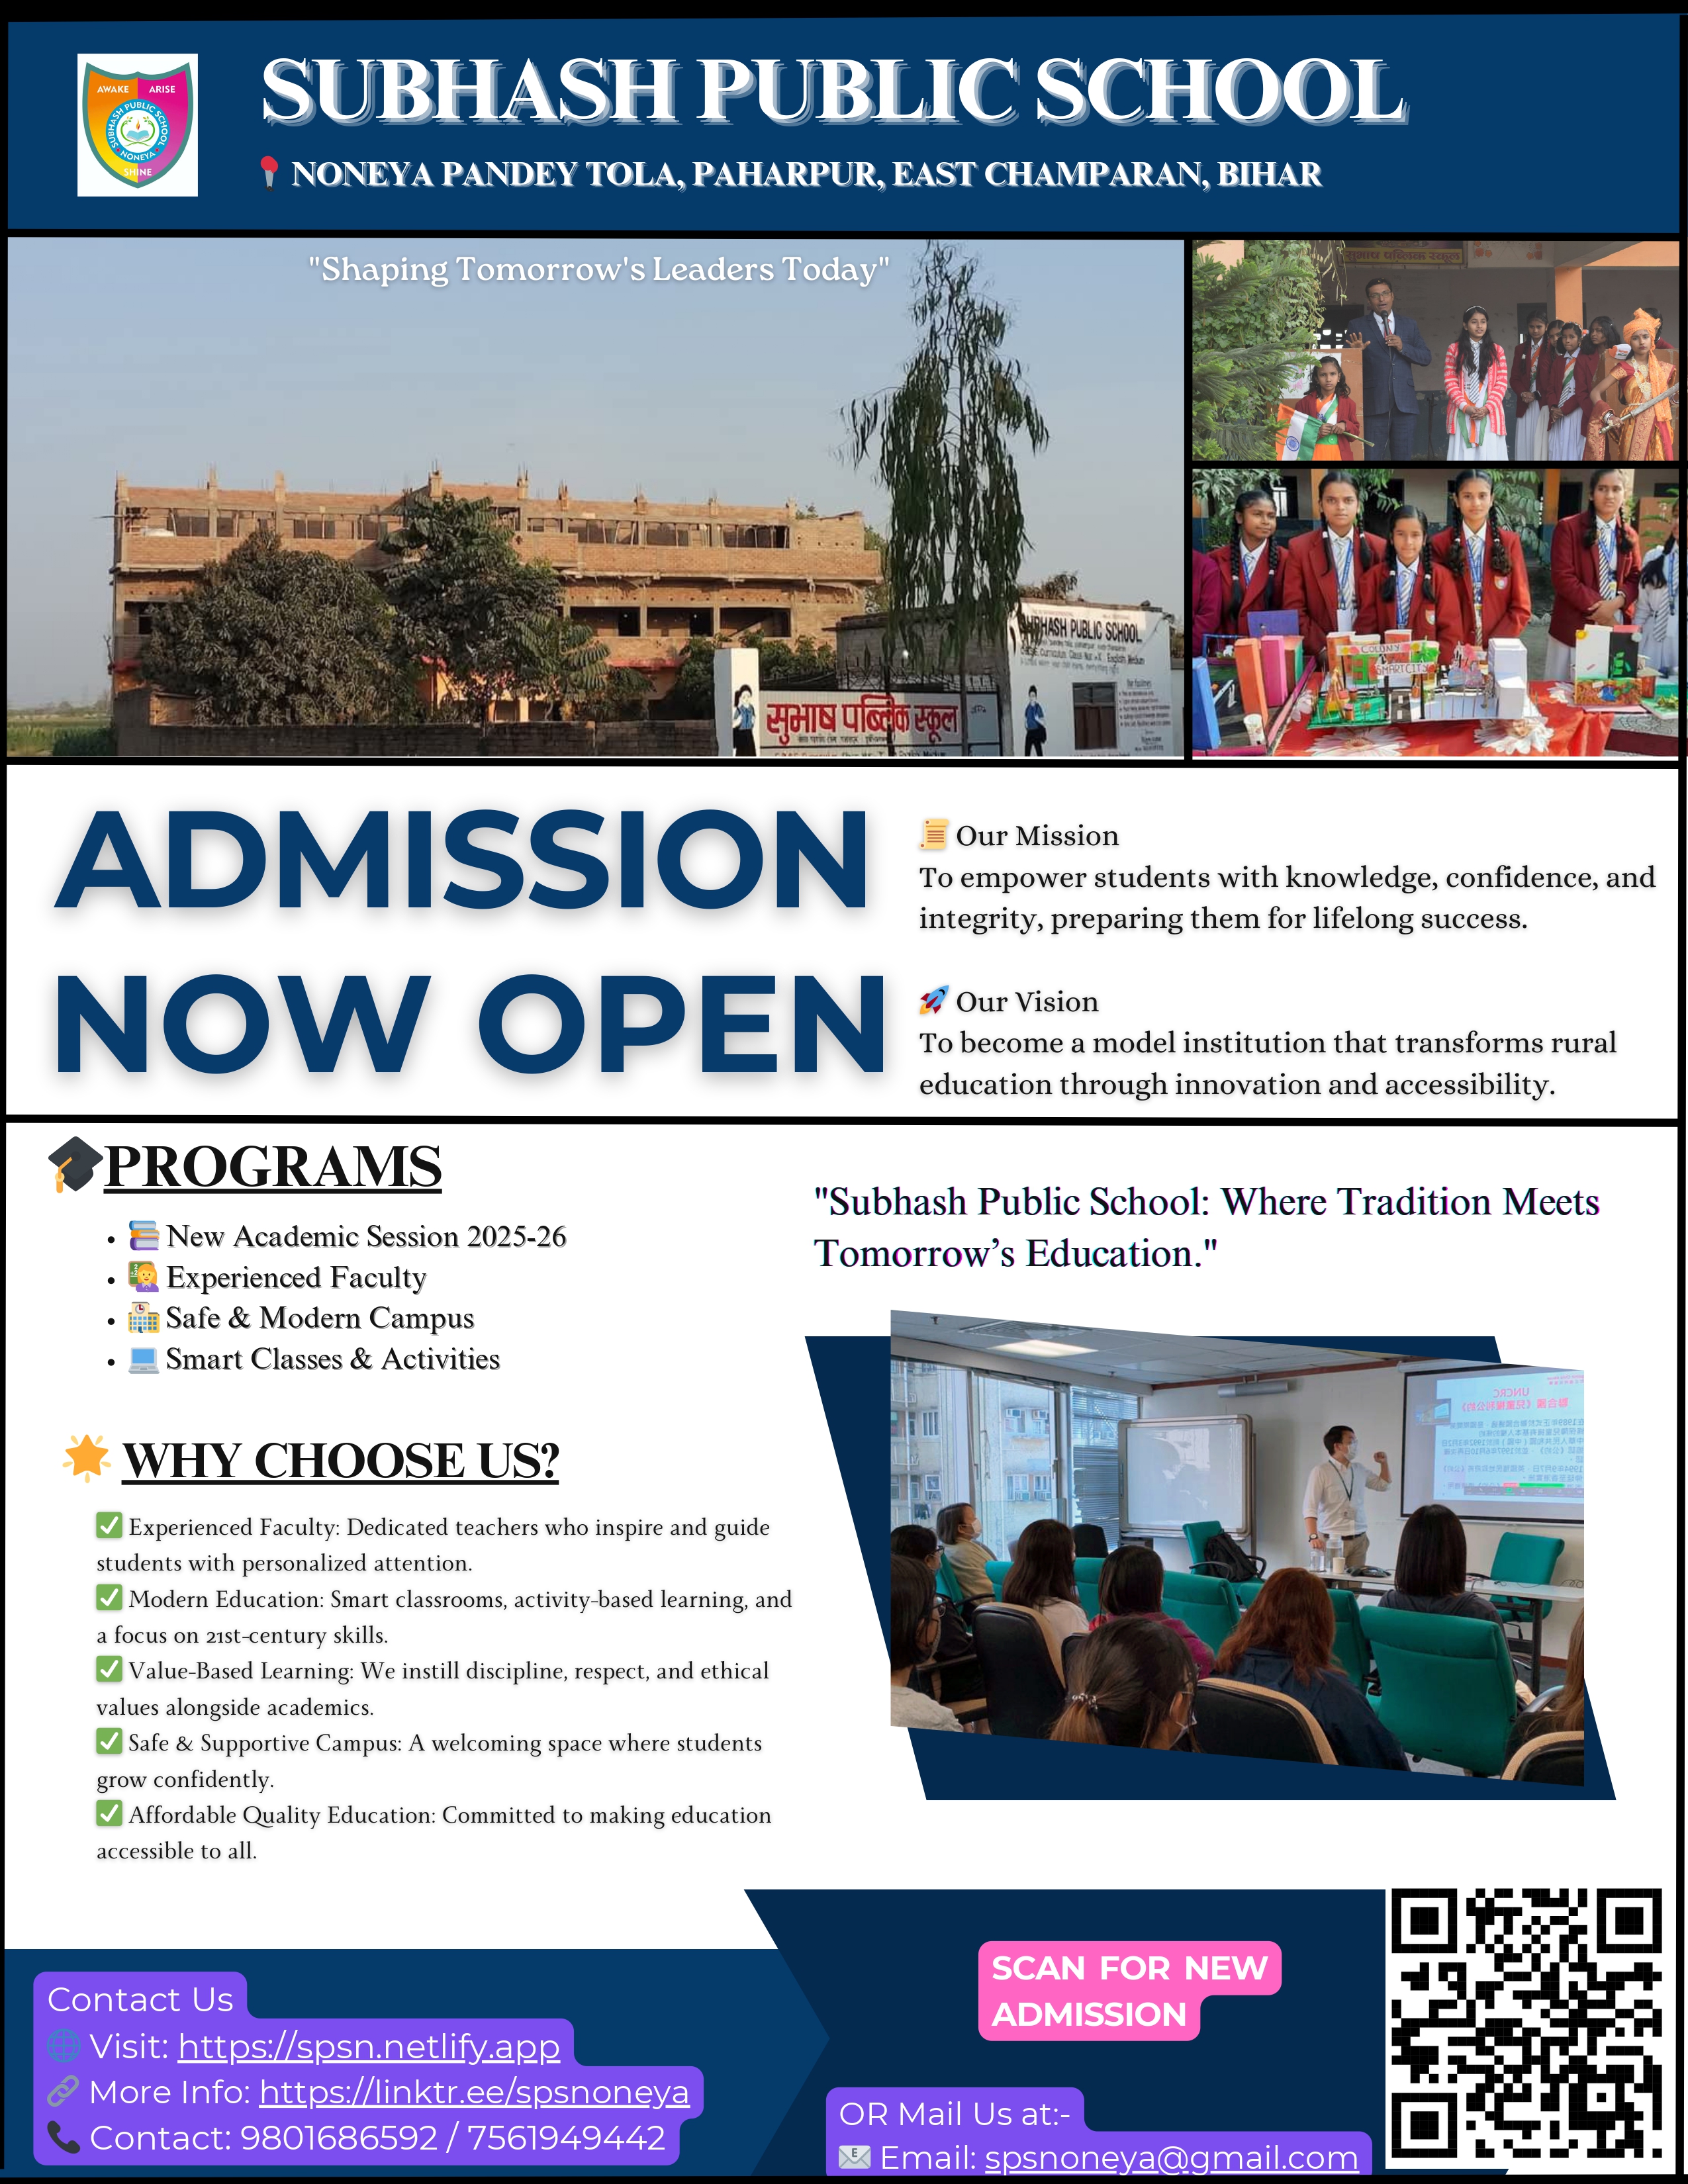 AWAKE ARISE
SUBHASH PUBLIC SCHOOL
NONEYA
SHINE
SUBHASH PUBLIC SCHOOL
📍 NONEYA PANDEY TOLA, PAHARPUR, EAST CHAMPARAN, BIHAR
"Shaping Tomorrow's Leaders Today"
सुभाष पब्लिक स्कूल
SUBHASH PUBLIC SCHOOL
सुभाष पब्लिक स्कूल
COLONY
SMART CITY
ADMISSION
NOW OPEN
📜 Our Mission
To empower students with knowledge, confidence, and
integrity, preparing them for lifelong success.
🚀 Our Vision
To become a model institution that transforms rural
education through innovation and accessibility.
🎓PROGRAMS
• 📚 New Academic Session 2025-26
• 👩‍🏫 Experienced Faculty
• 🏫 Safe & Modern Campus
• 💻 Smart Classes & Activities
"Subhash Public School: Where Tradition Meets
Tomorrow’s Education."
UNCRC
🌟 WHY CHOOSE US?
✅ Experienced Faculty: Dedicated teachers who inspire and guide
students with personalized attention.
✅ Modern Education: Smart classrooms, activity-based learning, and
a focus on 21st-century skills.
✅ Value-Based Learning: We instill discipline, respect, and ethical
values alongside academics.
✅ Safe & Supportive Campus: A welcoming space where students
grow confidently.
✅ Affordable Quality Education: Committed to making education
accessible to all.
Contact Us
🌐 Visit: https://spsn.netlify.app
🔗 More Info: https://linktr.ee/spsnoneya
📞 Contact: 9801686592 / 7561949442
SCAN FOR NEW
ADMISSION
OR Mail Us at:-
📧 Email: spsnoneya@gmail.com